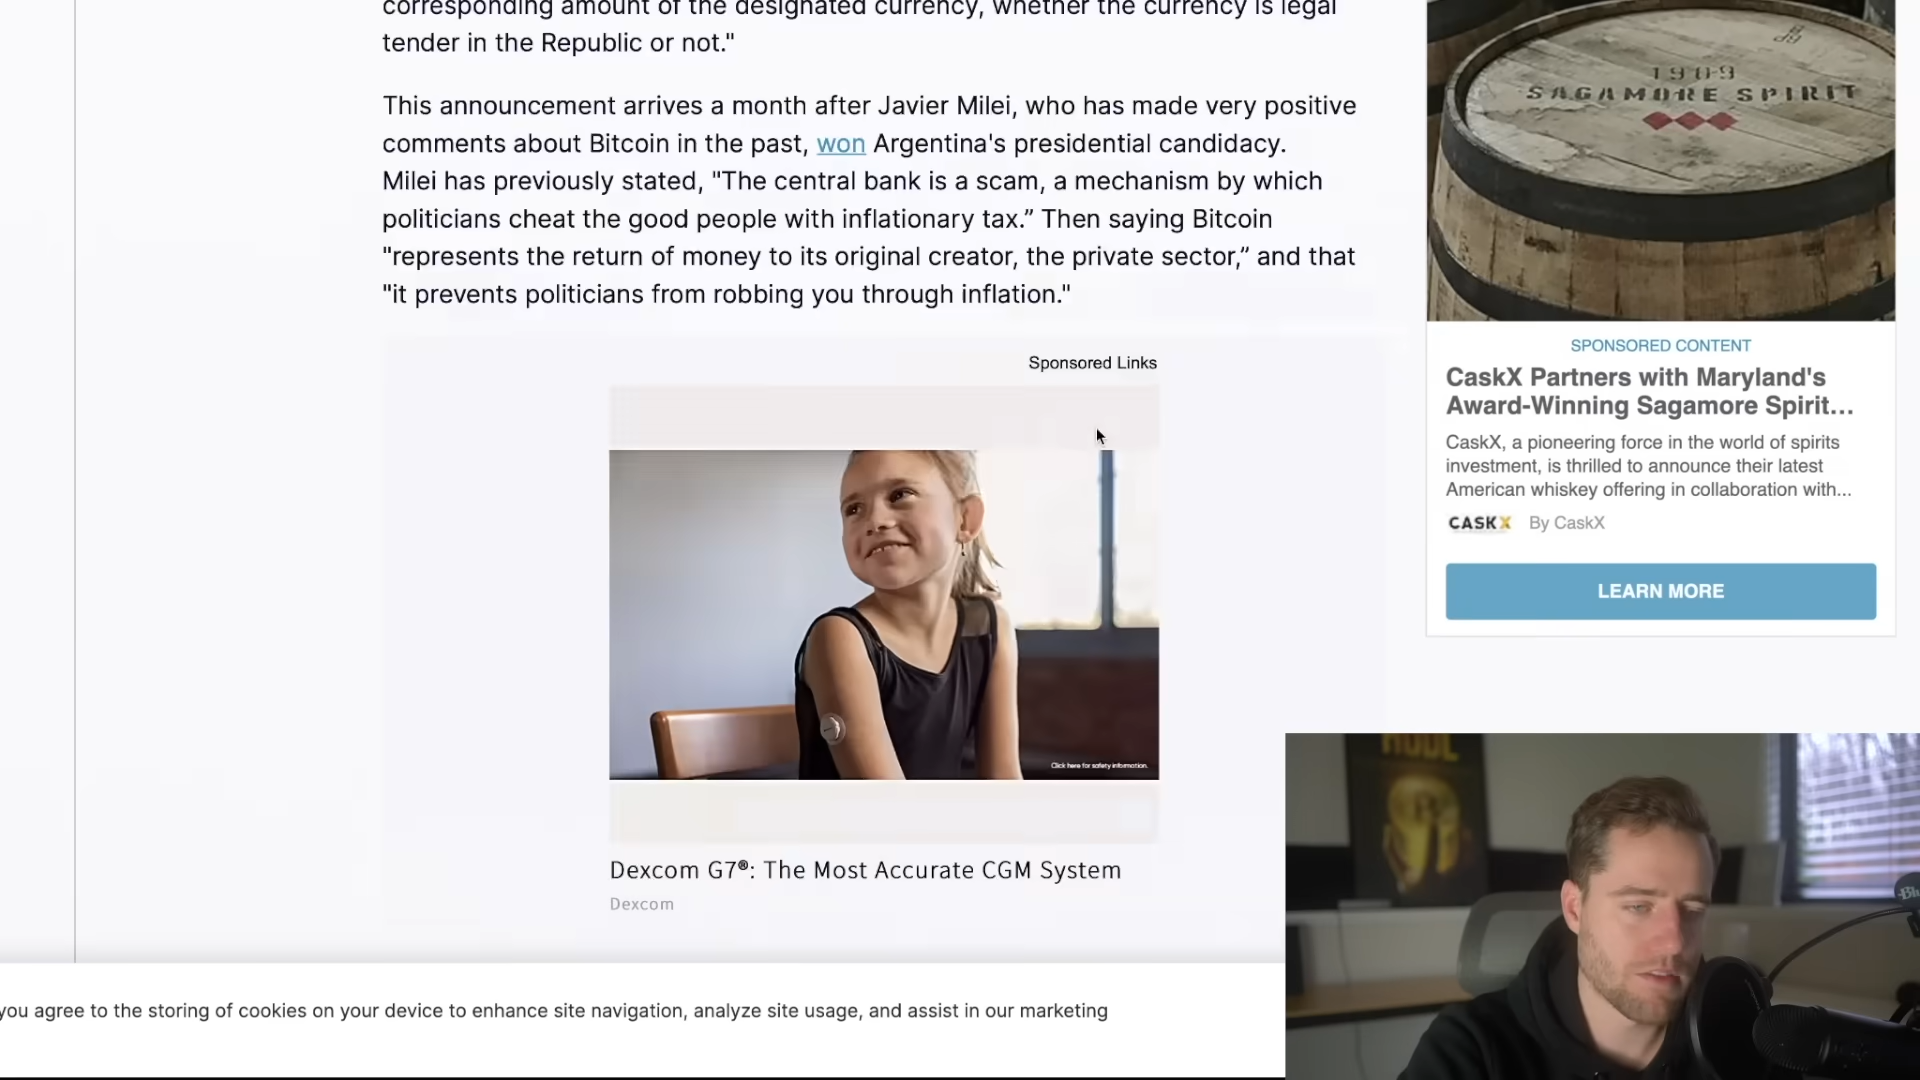 corresponding amount of the designated currency, whether the currency is legal
tender in the Republic or not."
This announcement arrives a month after Javier Milei, who has made very positive
comments about Bitcoin in the past, won Argentina's presidential candidacy.
Milei has previously stated, "The central bank is a scam, a mechanism by which
politicians cheat the good people with inflationary tax.” Then saying Bitcoin
"represents the return of money to its original creator, the private sector,” and that
"it prevents politicians from robbing you through inflation."
Sponsored Links
Click here for safety information.
Dexcom G7®: The Most Accurate CGM System
Dexcom
you agree to the storing of cookies on your device to enhance site navigation, analyze site usage, and assist in our marketing
1909
SAGAMORE SPIRIT
SPONSORED CONTENT
CaskX Partners with Maryland's
Award-Winning Sagamore Spirit...
CaskX, a pioneering force in the world of spirits
investment, is thrilled to announce their latest
American whiskey offering in collaboration with...
CASKX By CaskX
LEARN MORE
HODL
Blu